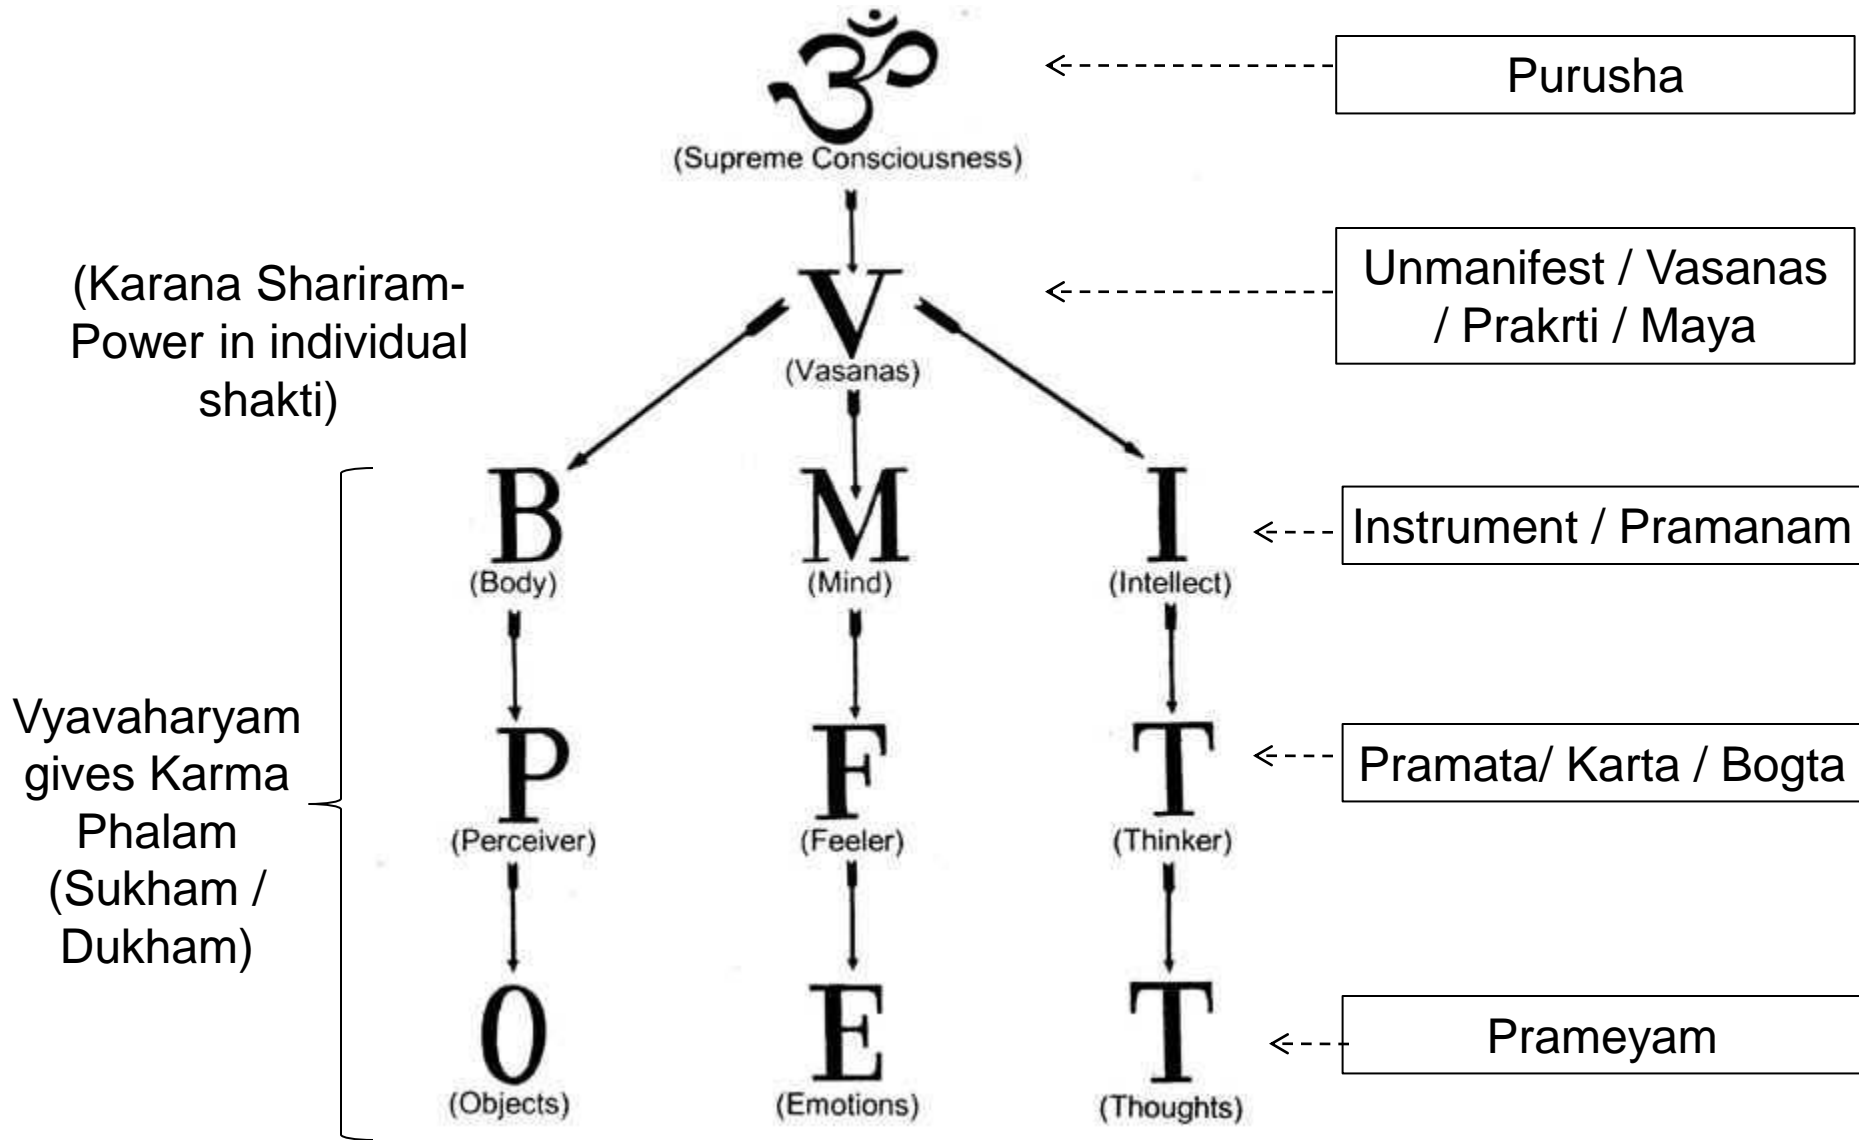 ॐ
Purusha
(Supreme Consciousness)
(Karana Shariram-
Power in individual
shakti)
V
(Vasanas)
Unmanifest / Vasanas
/ Prakrti / Maya
B M I
(Body) (Mind) (Intellect)
Instrument / Pramanam
Vyavaharyam
gives Karma
Phalam
(Sukham /
Dukham)
P F T
(Perceiver) (Feeler) (Thinker)
Pramata/ Karta / Bogta
O E T
(Objects) (Emotions) (Thoughts)
Prameyam